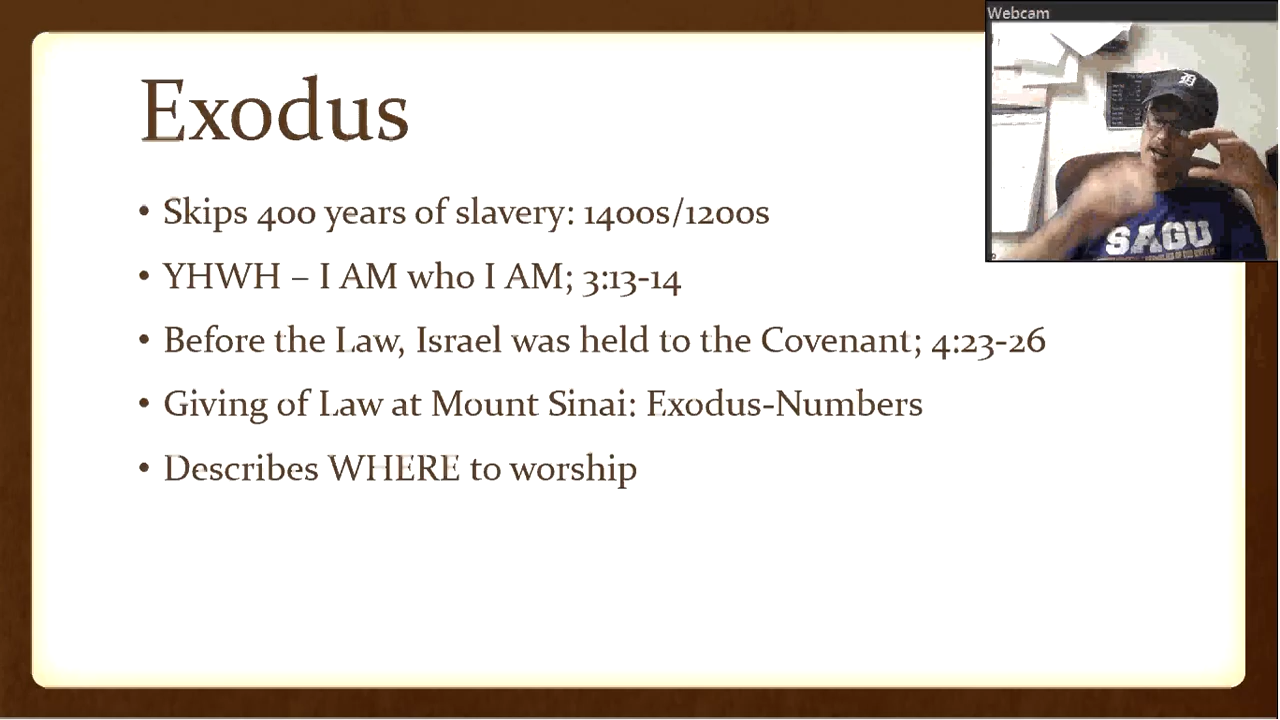 Webcam
Exodus
• Skips 400 years of slavery: 1400s/1200s
• YHWH – I AM who I AM; 3:13-14
• Before the Law, Israel was held to the Covenant; 4:23-26
• Giving of Law at Mount Sinai: Exodus-Numbers
• Describes WHERE to worship
D
SAGU